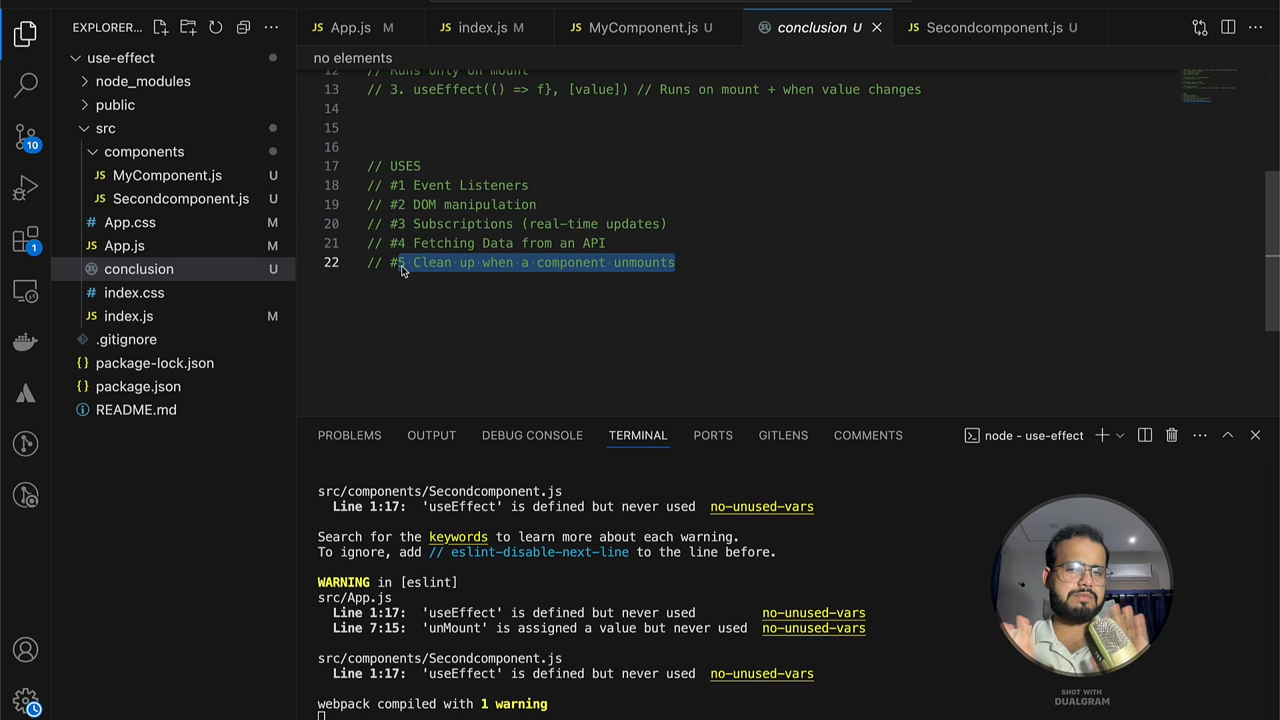 EXPLORER...
App.js M
index.js M
MyComponent.js U
conclusion U
Secondcomponent.js U
no elements
use-effect
node_modules
public
src
components
MyComponent.js U
Secondcomponent.js U
# App.css M
JS App.js M
conclusion U
# index.css
JS index.js M
.gitignore
{} package-lock.json
{} package.json
README.md
10
1
12 // Runs only on mount
13 // 3. useEffect(() => f}, [value]) // Runs on mount + when value changes
14
15
16
17 // USES
18 // #1 Event Listeners
19 // #2 DOM manipulation
20 // #3 Subscriptions (real-time updates)
21 // #4 Fetching Data from an API
22 // #5 Clean up when a component unmounts
PROBLEMS OUTPUT DEBUG CONSOLE TERMINAL PORTS GITLENS COMMENTS node - use-effect
src/components/Secondcomponent.js
Line 1:17: 'useEffect' is defined but never used no-unused-vars
Search for the keywords to learn more about each warning.
To ignore, add // eslint-disable-next-line to the line before.
WARNING in [eslint]
src/App.js
Line 1:17: 'useEffect' is defined but never used no-unused-vars
Line 7:15: 'unMount' is assigned a value but never used no-unused-vars
src/components/Secondcomponent.js
Line 1:17: 'useEffect' is defined but never used no-unused-vars
webpack compiled with 1 warning
SHOT WITH
DUALGRAM